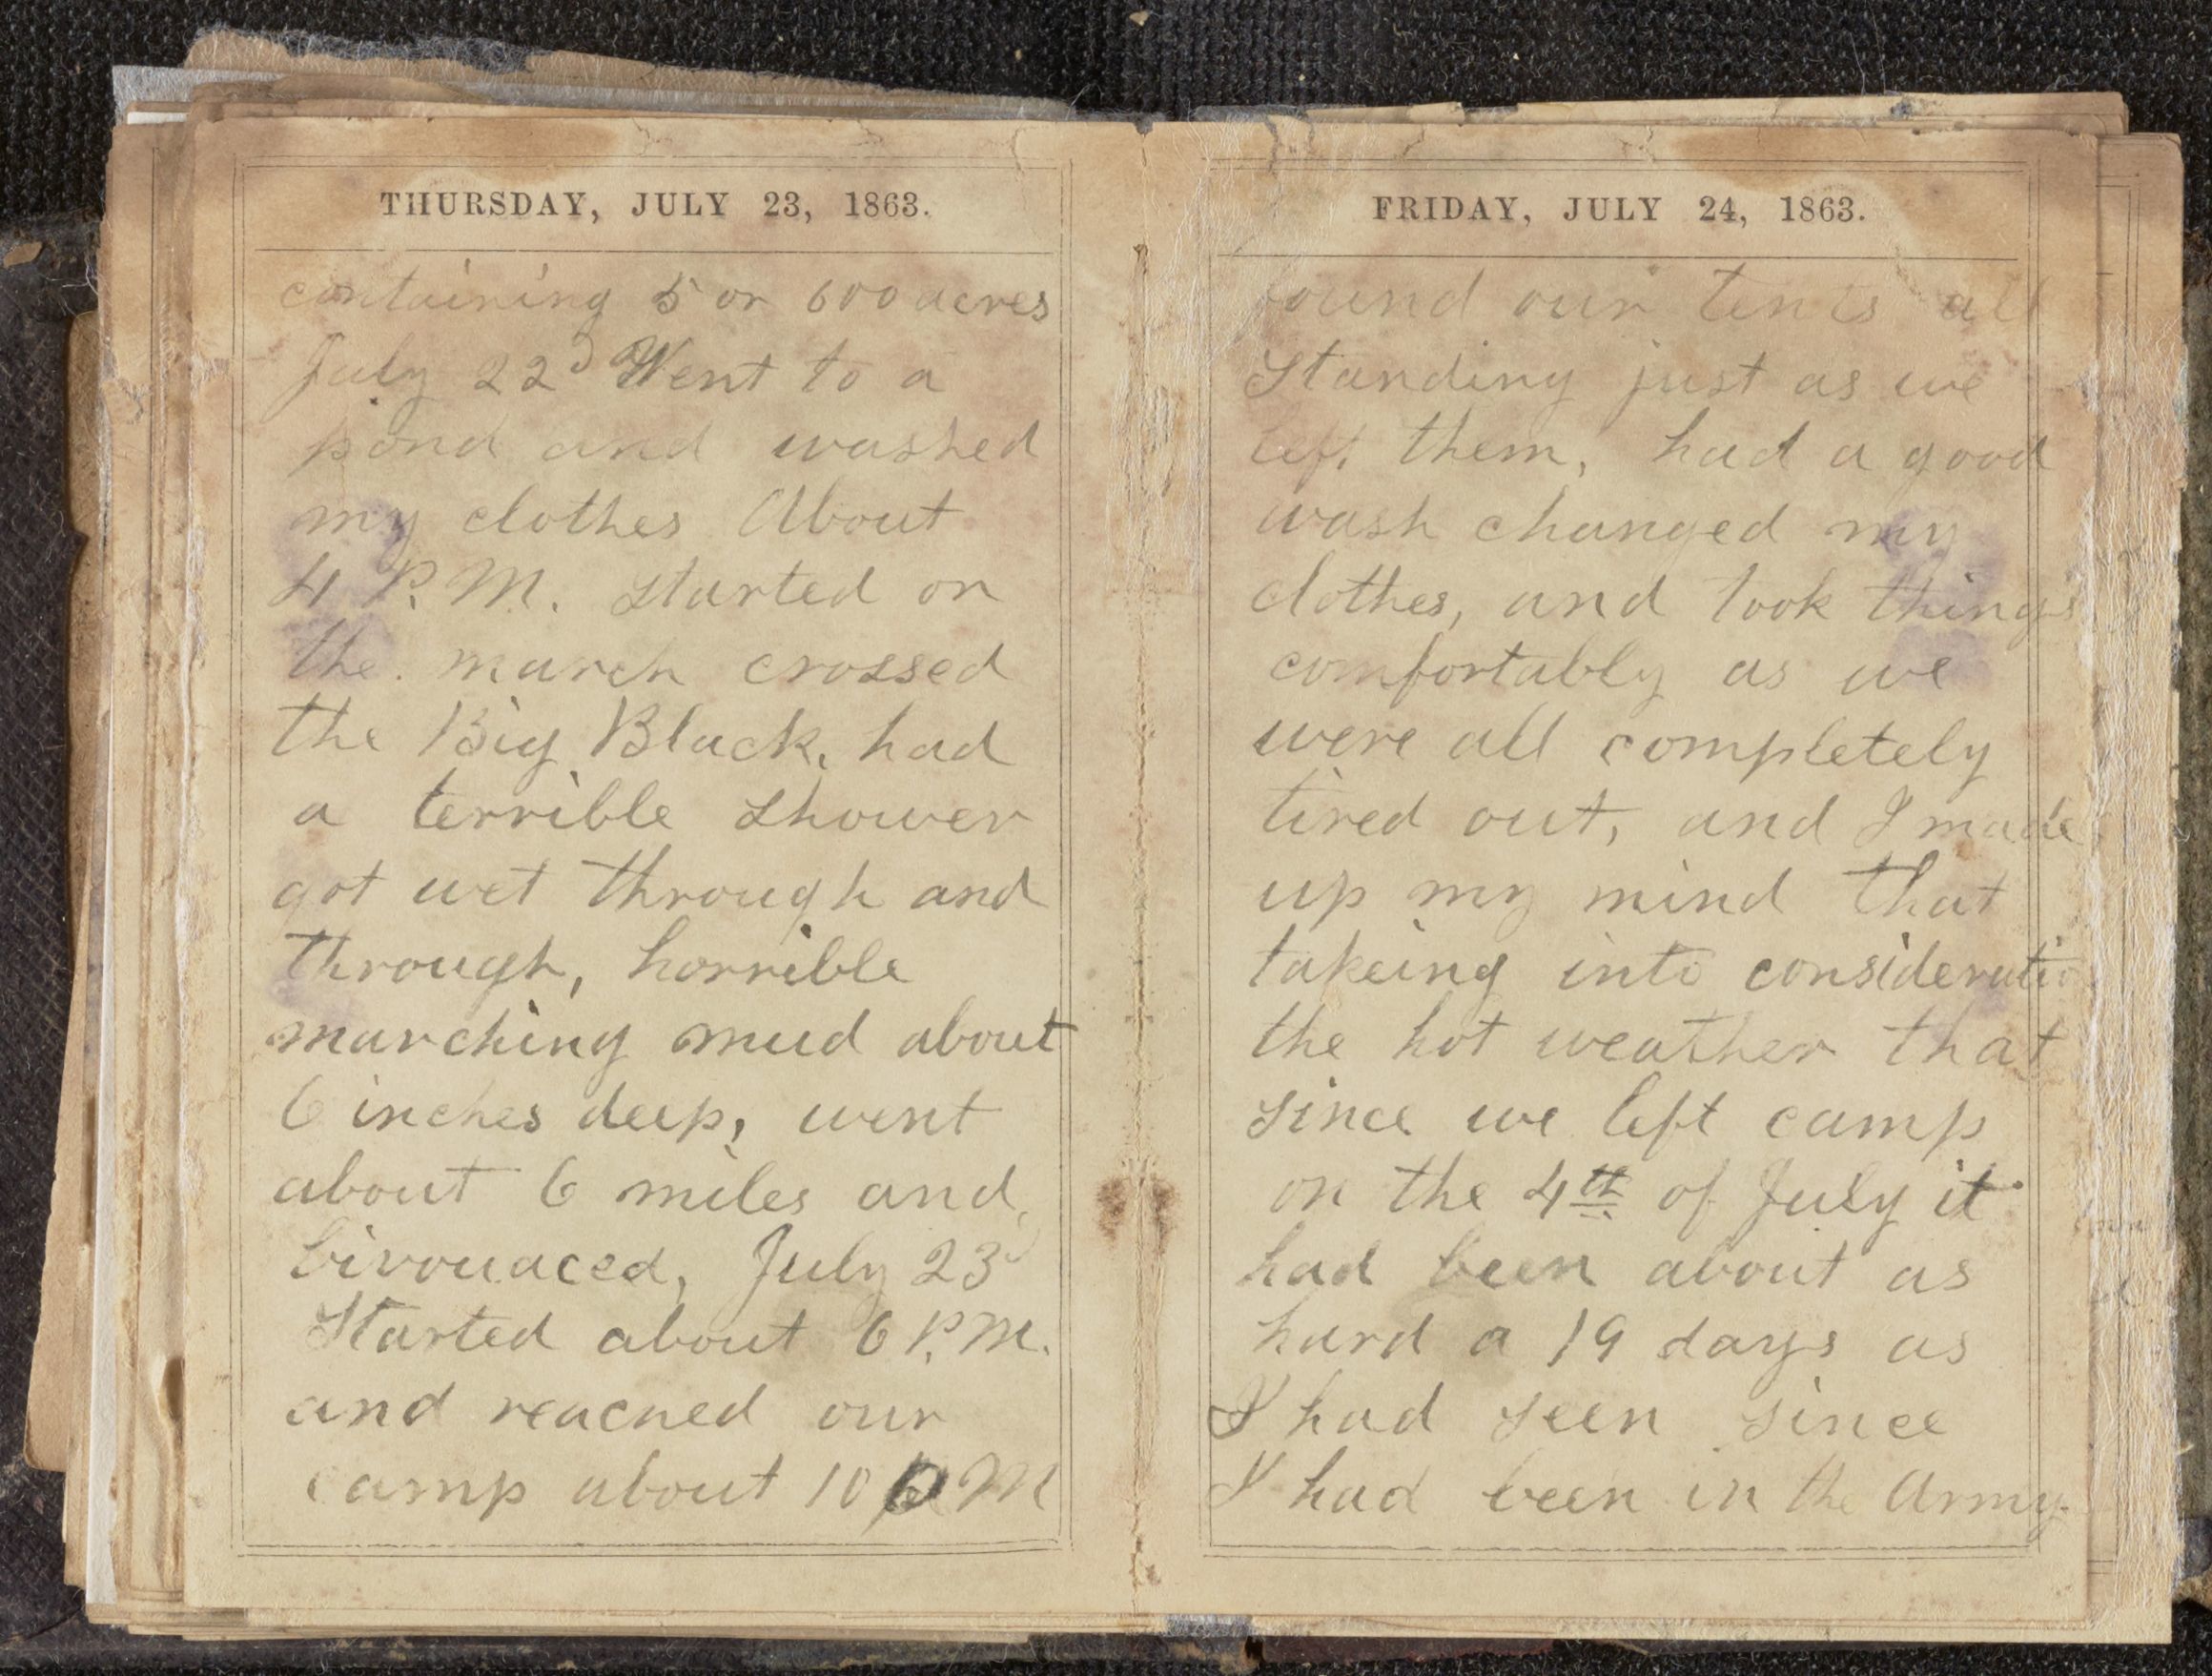 THURSDAY, JULY 23, 1863.
containing 5 or 600 acres
July 22d Went to a
pond and washed
my clothes About
4 P.M. Started on
the march crossed
the Big Black, had
a terrible shower
got wet through and
through, horrible
marching mud about
6 inches deep, went
about 6 miles and
bivouaced, July 23d
Started about 6 P.M.
and reached our
camp about 10 P M
FRIDAY, JULY 24, 1863.
found our tents all
Standing just as we
left them, had a good
wash changed my
clothes, and took things
comfortably as we
were all completely
tired out, and I made
up my mind that
takeing into consideratio
the hot weather that
since we left camp
on the 4th of July it
had been about as
hard a 19 days as
I had seen since
I had been in the Army.